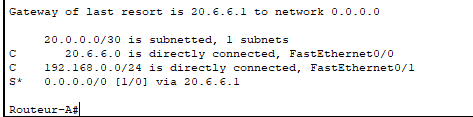 Gateway of last resort is 20.6.6.1 to network 0.0.0.0
20.0.0.0/30 is subnetted, 1 subnets
C 20.6.6.0 is directly connected, FastEthernet0/0
C 192.168.0.0/24 is directly connected, FastEthernet0/1
S* 0.0.0.0/0 [1/0] via 20.6.6.1
Routeur-A#